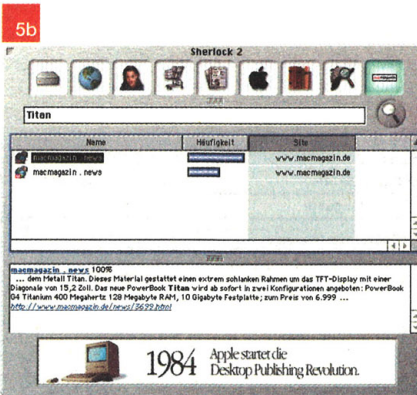 5b
Sherlock 2
Titan
Name Häufigkeit Site
macmagazin . news www.macmagazin.de
macmagazin . news www.macmagazin.de
macmagazin . news 100%
... dem Metall Titan. Dieses Material gestattet einen extrem schlanken Rahmen um das TFT-Display mit einer
Diagonale von 15,2 Zoll. Das neue PowerBook Titan wird ab sofort in zwei Konfigurationen angeboten: PowerBook
G4 Titanium 400 Megahertz 128 Megabyte RAM, 10 Gigabyte Festplatte; zum Preis von 6.999 ...
http://www.macmagazin.de/news/3699.html
1984 Apple startet die
Desktop Publishing Revolution.